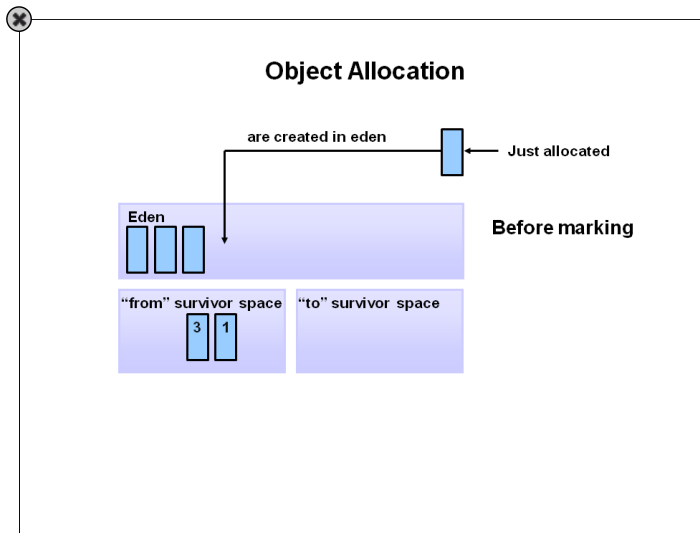 Object Allocation
are created in eden
Just allocated
Eden
Before marking
“from” survivor space
“to” survivor space
3 1